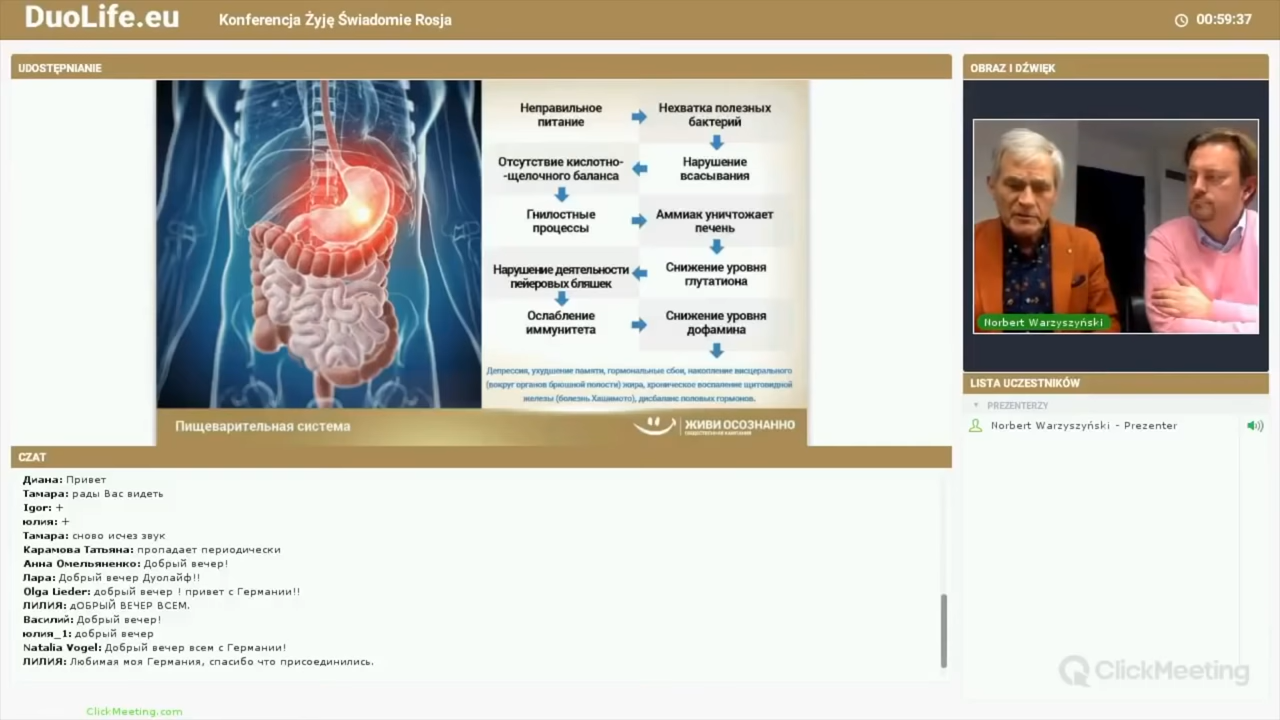 DuoLife.eu
Konferencja Żyję Świadomie Rosja
00:59:37
UDOSTĘPNIANIE
Неправильное
питание
Нехватка полезных
бактерий
Отсутствие кислотно-
-щелочного баланса
Нарушение
всасывания
Гнилостные
процессы
Аммиак уничтожает
печень
Нарушение деятельности
пейеровых бляшек
Снижение уровня
глутатиона
Ослабление
иммунитета
Снижение уровня
дофамина
Депрессия, ухудшение памяти, гормональные сбои, накопление висцерального
(вокруг органов брюшной полости) жира, хроническое воспаление щитовидной
железы (болезнь Хашимото), дисбаланс половых гормонов.
Пищеварительная система
ЖИВИ ОСОЗНАННО
ОБЩЕСТВЕННАЯ КАМПАНИЯ
OBRAZ I DŹWIĘK
Norbert Warzyszyński
LISTA UCZESTNIKÓW
PREZENTERZY
Norbert Warzyszyński - Prezenter
CZAT
Диана: Привет
Тамара: рады Вас видеть
Igor: +
юлия: +
Тамара: сново исчез звук
Карамова Татьяна: пропадает периодически
Анна Омельяненко: Добрый вечер!
Лара: Добрый вечер Дуолайф!!
Olga Lieder: добрый вечер ! привет с Германии!!
ЛИЛИЯ: дОБРЫЙ ВЕЧЕР ВСЕМ.
Василий: Добрый вечер!
юлия_1: добрый вечер
Natalia Vogel: Добрый вечер всем с Германии!
ЛИЛИЯ: Любимая моя Германия, спасибо что присоединились.
ClickMeeting
ClickMeeting.com